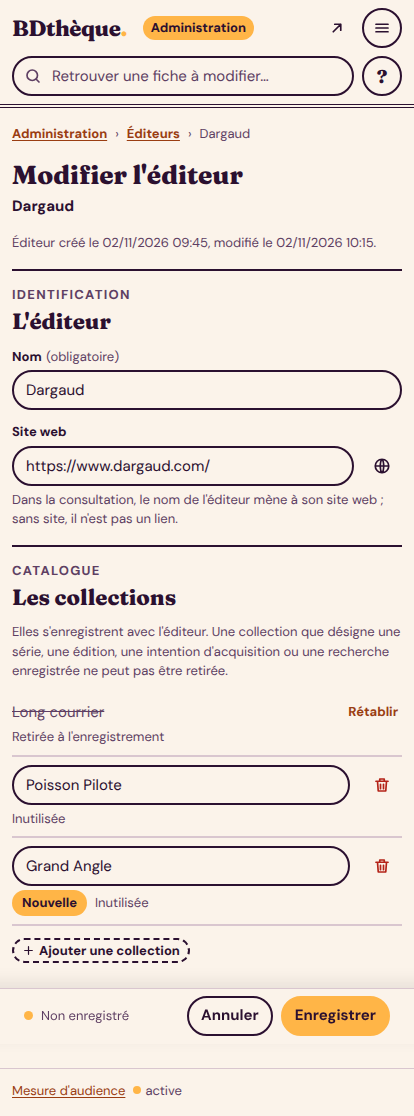 BDthèque. Administration
Retrouver une fiche à modifier... ?
Administration › Éditeurs › Dargaud
Modifier l'éditeur
Dargaud
Éditeur créé le 02/11/2026 09:45, modifié le 02/11/2026 10:15.
IDENTIFICATION
L'éditeur
Nom (obligatoire)
Dargaud
Site web
https://www.dargaud.com/
Dans la consultation, le nom de l'éditeur mène à son site web ;
sans site, il n'est pas un lien.
CATALOGUE
Les collections
Elles s'enregistrent avec l'éditeur. Une collection que désigne une
série, une édition, une intention d'acquisition ou une recherche
enregistrée ne peut pas être retirée.
Long courrier Rétablir
Retirée à l'enregistrement
Poisson Pilote
Inutilisée
Grand Angle
Nouvelle Inutilisée
+ Ajouter une collection
Non enregistré Annuler Enregistrer
Mesure d'audience active